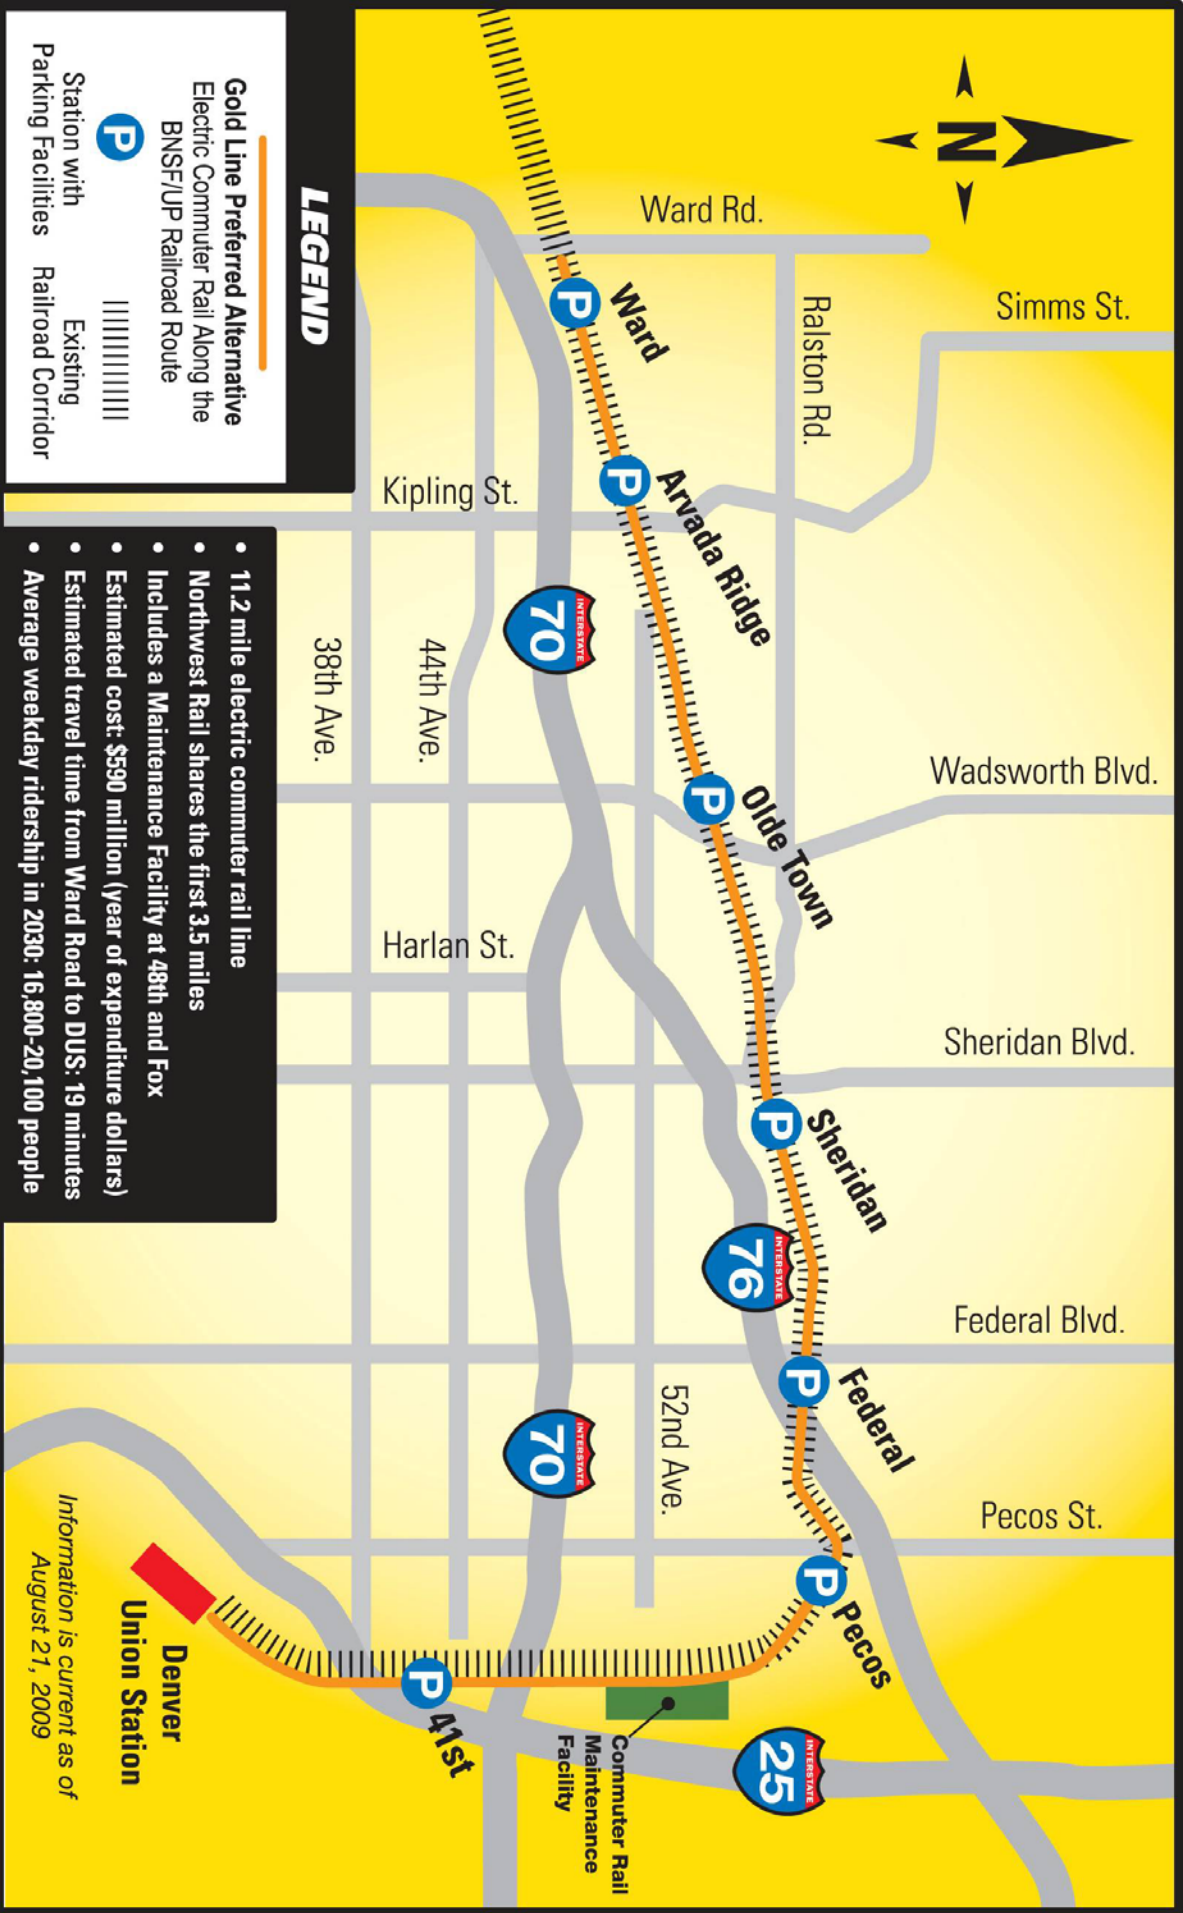 N
Ward Rd.
Ralston Rd.
Simms St.
Ward
Arvada Ridge
Kipling St.
INTERSTATE
70
44th Ave.
38th Ave.
Olde Town
Wadsworth Blvd.
Harlan St.
Sheridan Blvd.
Sheridan
INTERSTATE
76
Federal Blvd.
Federal
INTERSTATE
70
52nd Ave.
Pecos St.
Pecos
INTERSTATE
25
Commuter Rail
Maintenance
Facility
41st
Denver
Union Station
P
P
P
P
P
P
P
LEGEND
Gold Line Preferred Alternative
Electric Commuter Rail Along the
BNSF/UP Railroad Route
P
Station with
Parking Facilities
Existing
Railroad Corridor
• 11.2 mile electric commuter rail line
• Northwest Rail shares the first 3.5 miles
• Includes a Maintenance Facility at 48th and Fox
• Estimated cost: $590 million (year of expenditure dollars)
• Estimated travel time from Ward Road to DUS: 19 minutes
• Average weekday ridership in 2030: 16,800-20,100 people
Information is current as of
August 21, 2009